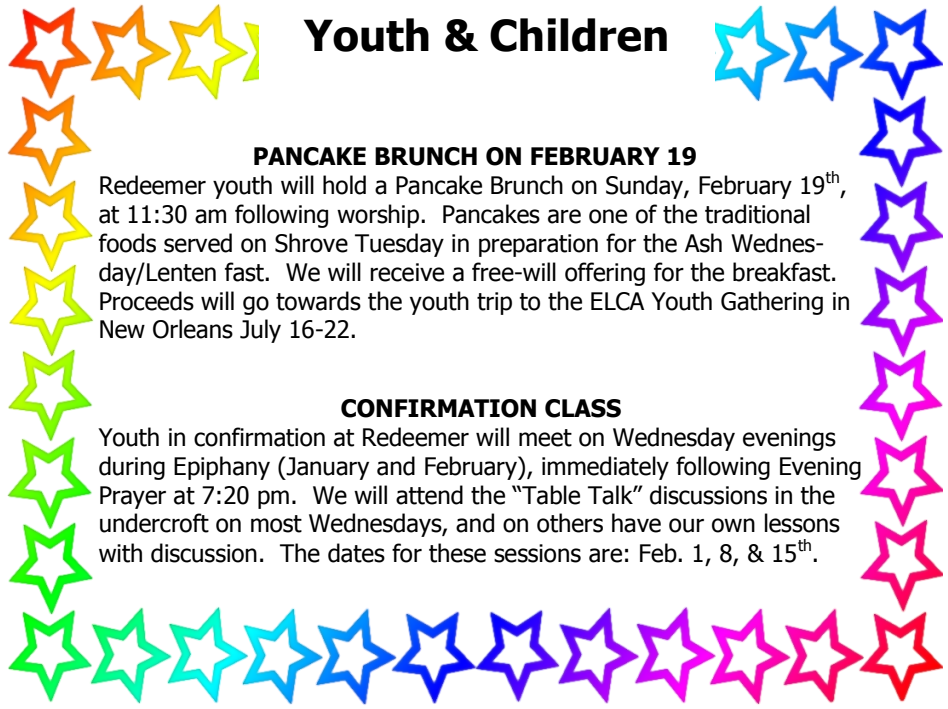 Youth & Children
PANCAKE BRUNCH ON FEBRUARY 19
Redeemer youth will hold a Pancake Brunch on Sunday, February 19th,
at 11:30 am following worship.  Pancakes are one of the traditional
foods served on Shrove Tuesday in preparation for the Ash Wednes-
day/Lenten fast.  We will receive a free-will offering for the breakfast.
Proceeds will go towards the youth trip to the ELCA Youth Gathering in
New Orleans July 16-22.
CONFIRMATION CLASS
Youth in confirmation at Redeemer will meet on Wednesday evenings
during Epiphany (January and February), immediately following Evening
Prayer at 7:20 pm.  We will attend the “Table Talk” discussions in the
undercroft on most Wednesdays, and on others have our own lessons
with discussion.  The dates for these sessions are: Feb. 1, 8, & 15th.